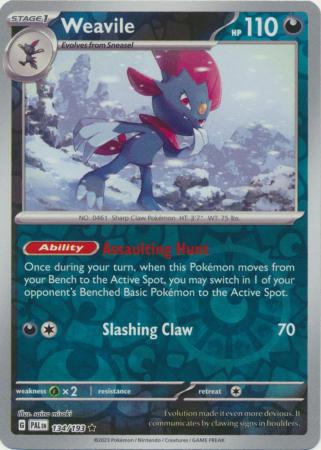 STAGE 1
Weavile
HP 110
Evolves from Sneasel
NO. 0461 Sharp Claw Pokémon HT: 3'7" WT: 75 lbs.
Ability Assaulting Hunt
Once during your turn, when this Pokémon moves from
your Bench to the Active Spot, you may switch in 1 of your
opponent's Benched Basic Pokémon to the Active Spot.
Slashing Claw 70
weakness ×2 resistance retreat
Illus. saino misaki
G PAL EN 134/193
Evolution made it even more devious. It
communicates by clawing signs in boulders.
©2023 Pokémon / Nintendo / Creatures / GAME FREAK